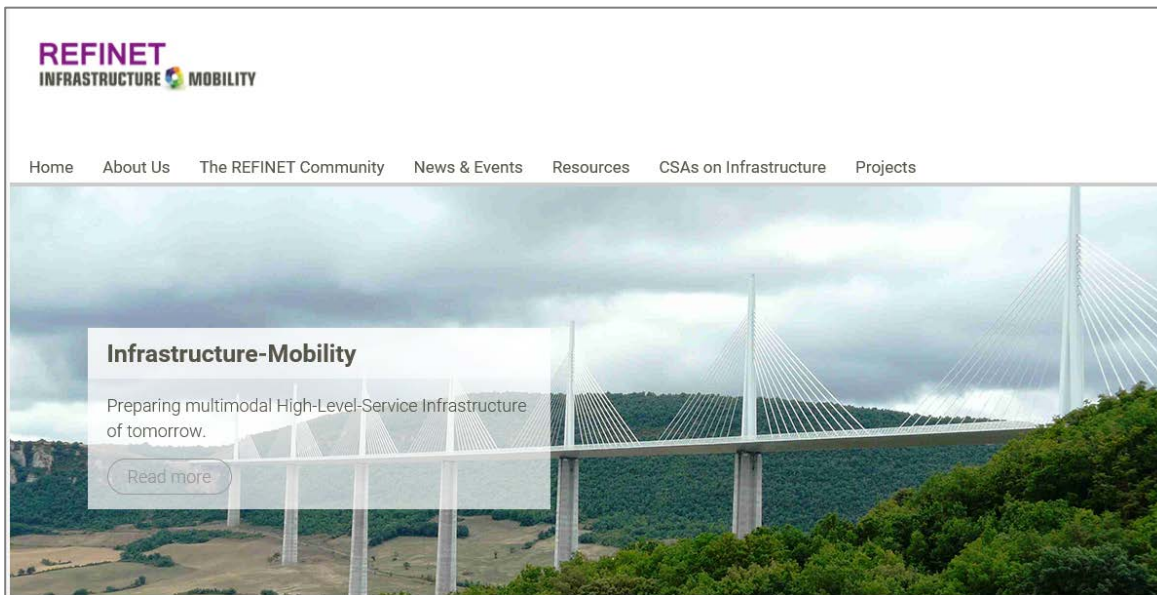 REFINET
INFRASTRUCTURE MOBILITY
Home About Us The REFINET Community News & Events Resources CSAs on Infrastructure Projects
Infrastructure-Mobility
Preparing multimodal High-Level-Service Infrastructure
of tomorrow.
Read more